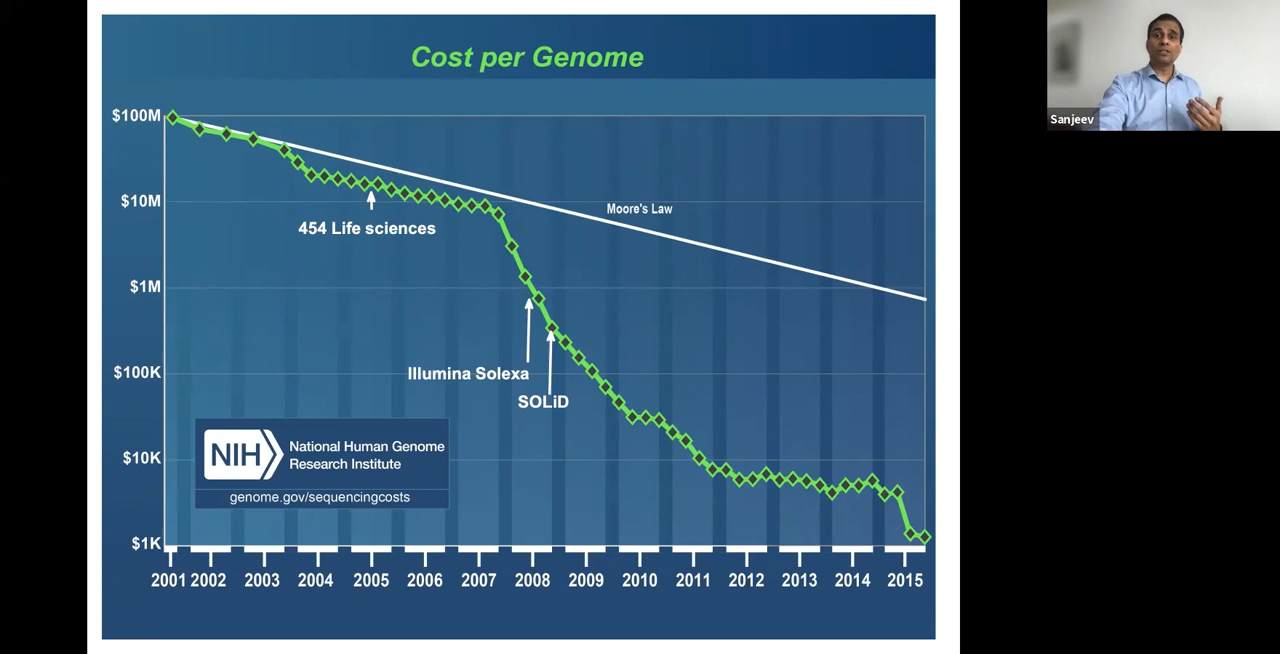 Cost per Genome
Sanjeev
$100M
$10M
$1M
$100K
$10K
$1K
Moore's Law
454 Life sciences
Illumina Solexa
SOLiD
NIH
National Human Genome
Research Institute
genome.gov/sequencingcosts
2001 2002 2003 2004 2005 2006 2007 2008 2009 2010 2011 2012 2013 2014 2015